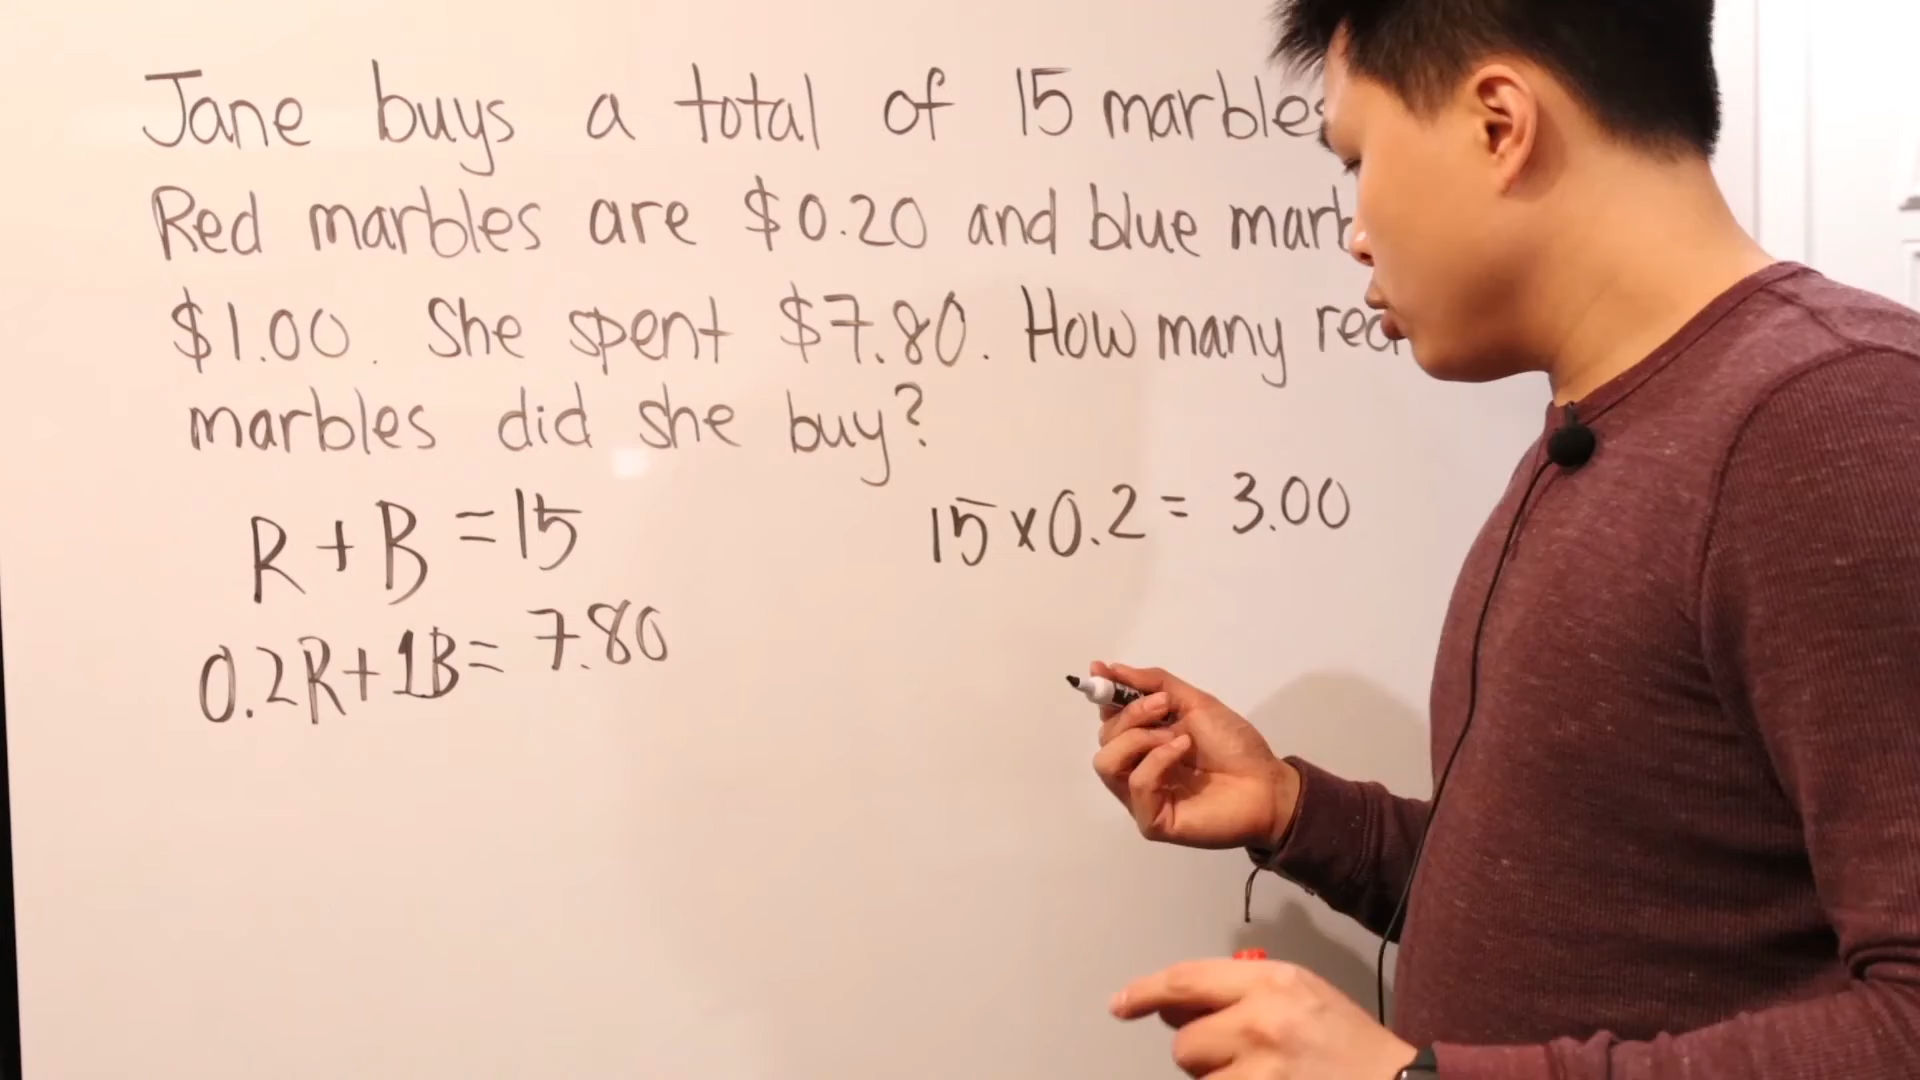 Jane buys a total of 15 marbles
Red marbles are $0.20 and blue
$1.00. She spent $7.80. How many red
marbles did she buy?
R + B = 15
0.2R + 1B = 7.80
15 x 0.2 = 3.00